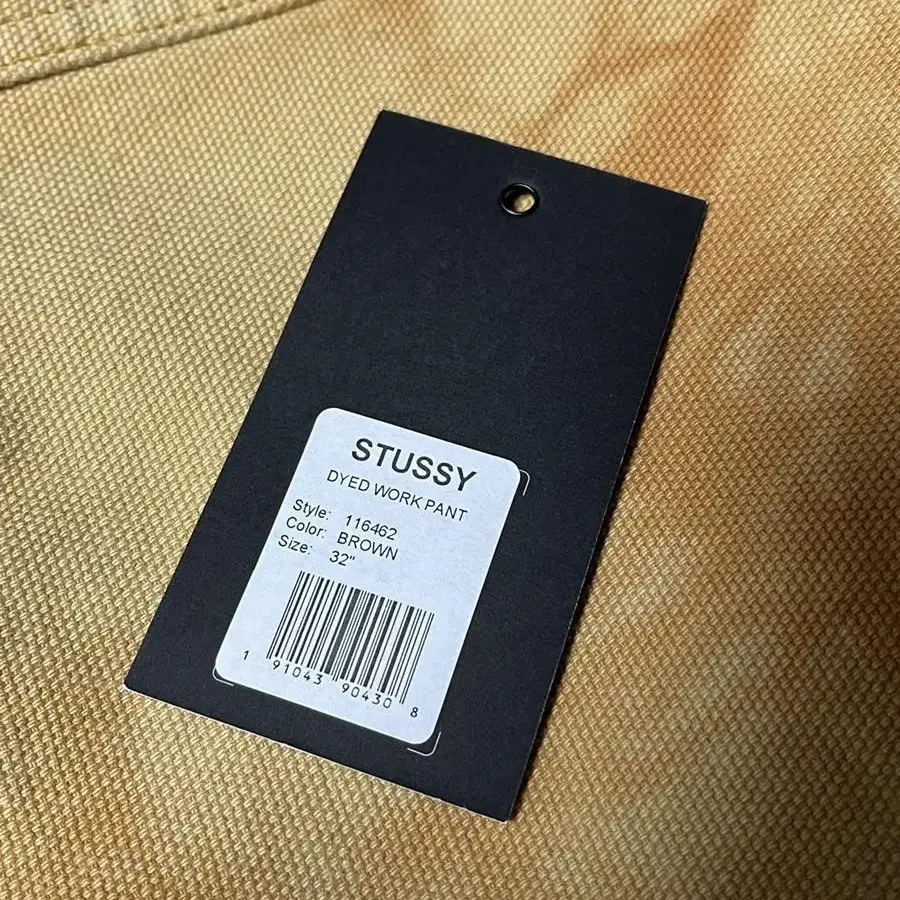 STUSSY
DYED WORK PANT
Style: 116462
Color: BROWN
Size: 32"
1 91043 90430 8